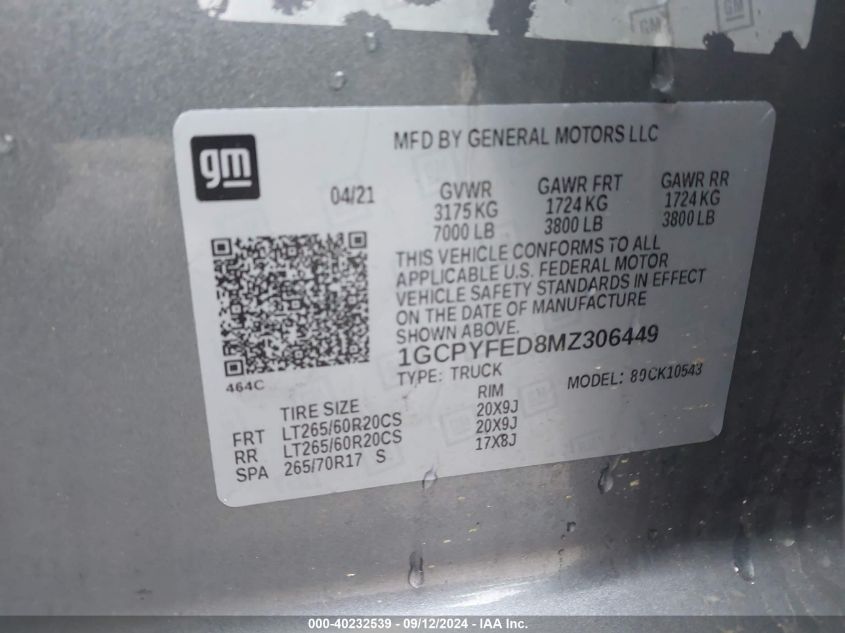 GM
GM
gm
MFD BY GENERAL MOTORS LLC
04/21
GVWR
3175 KG
7000 LB
GAWR FRT
1724 KG
3800 LB
GAWR RR
1724 KG
3800 LB
THIS VEHICLE CONFORMS TO ALL
APPLICABLE U.S. FEDERAL MOTOR
VEHICLE SAFETY STANDARDS IN EFFECT
ON THE DATE OF MANUFACTURE
SHOWN ABOVE.
1GCPYFED8MZ306449
TYPE: TRUCK
MODEL: 89CK10543
464C
TIRE SIZE
RIM
FRT LT265/60R20CS 20X9J
RR LT265/60R20CS 20X9J
SPA 265/70R17 S 17X8J
000-40232539 - 09/12/2024 - IAA Inc.